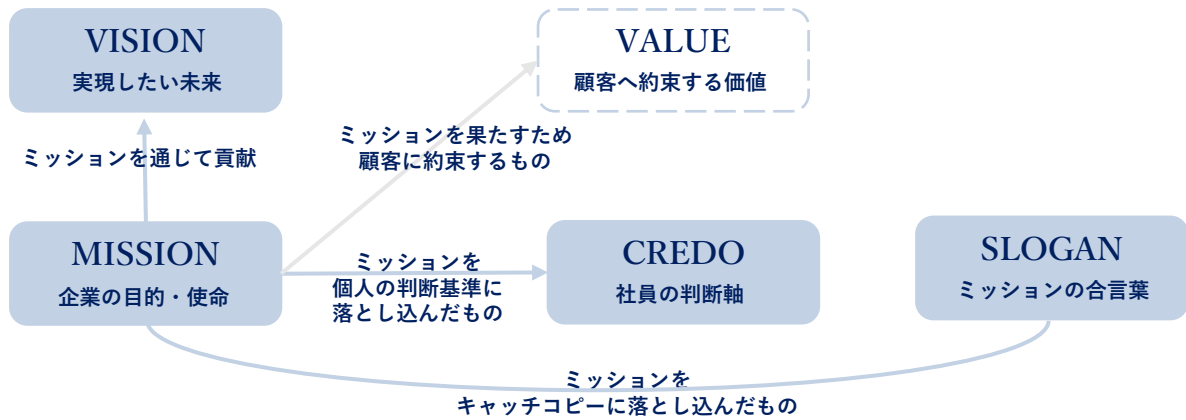 VISION
実現したい未来
VALUE
顧客へ約束する価値
ミッションを果たすため
顧客に約束するもの
ミッションを通じて貢献
MISSION
企業の目的・使命
ミッションを
個人の判断基準に
落とし込んだもの
CREDO
社員の判断軸
SLOGAN
ミッションの合言葉
ミッションを
キャッチコピーに落とし込んだもの